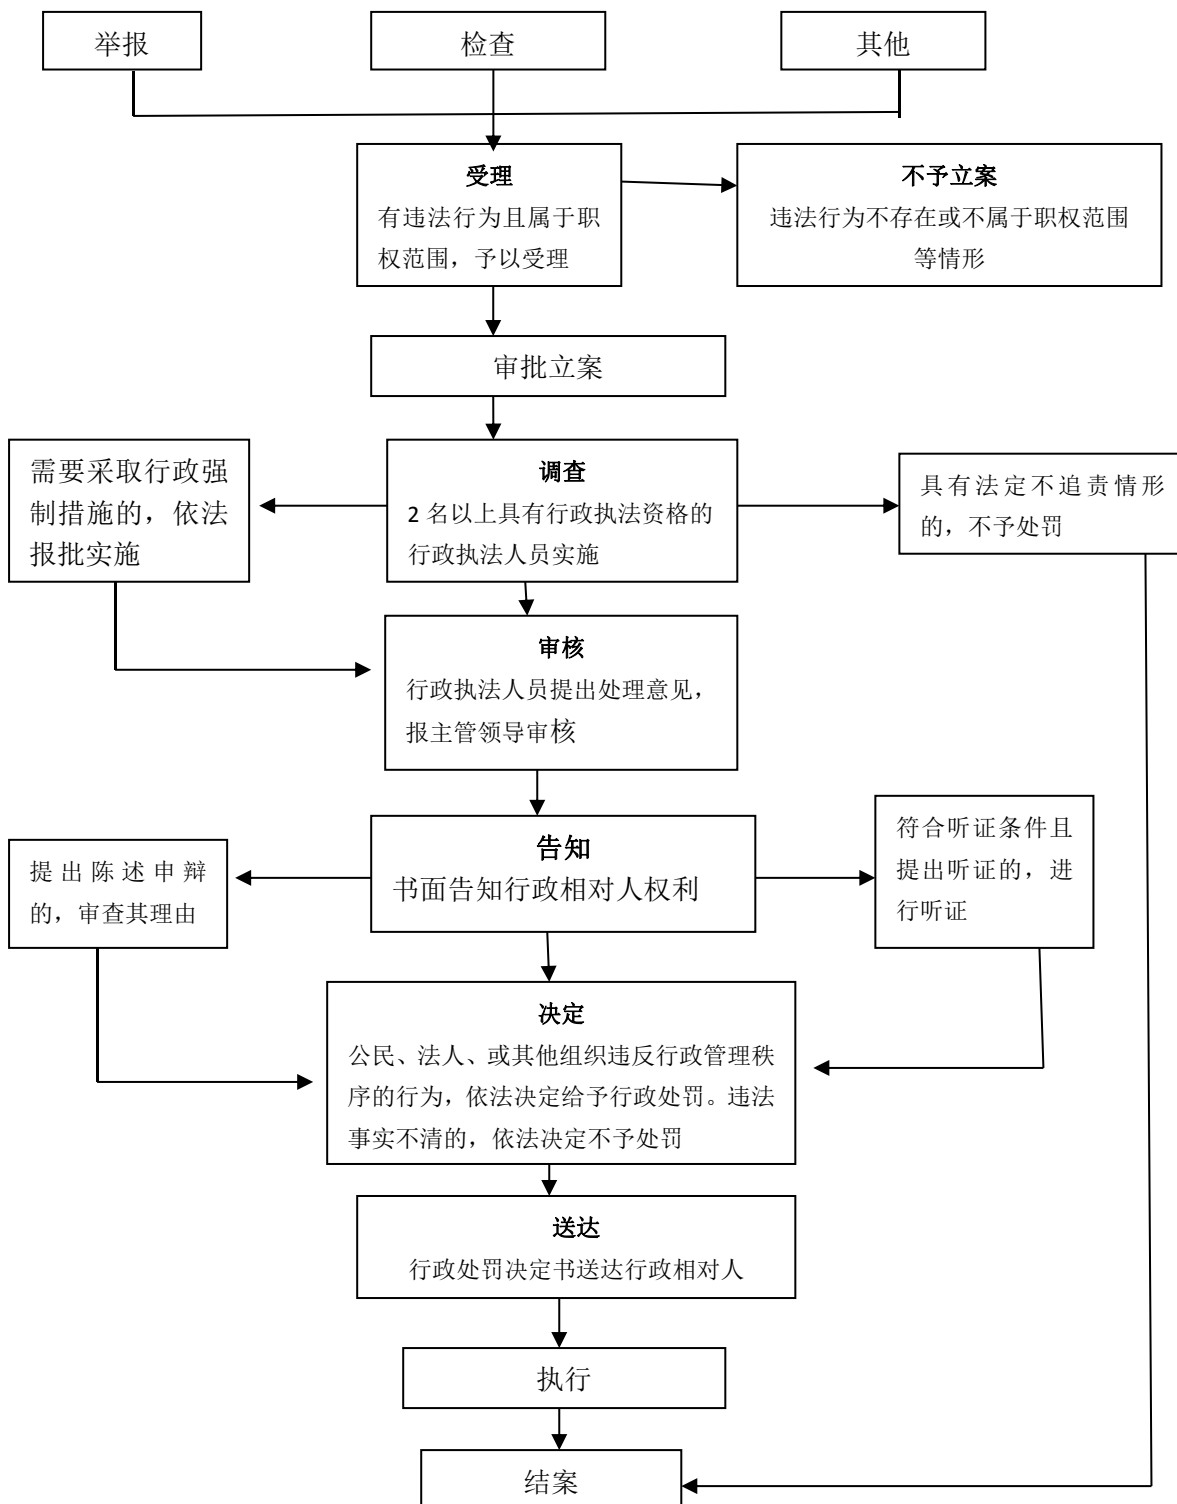 举报
检查
其他
受理
有违法行为且属于职
权范围，予以受理
不予立案
违法行为不存在或不属于职权范围
等情形
审批立案
需要采取行政强
制措施的，依法
报批实施
调查
2 名以上具有行政执法资格的
行政执法人员实施
具有法定不追责情形
的，不予处罚
审核
行政执法人员提出处理意见，
报主管领导审核
提出陈述申辩
的，审查其理由
告知
书面告知行政相对人权利
符合听证条件且
提出听证的，进
行听证
决定
公民、法人、或其他组织违反行政管理秩
序的行为，依法决定给予行政处罚。违法
事实不清的，依法决定不予处罚
送达
行政处罚决定书送达行政相对人
执行
结案